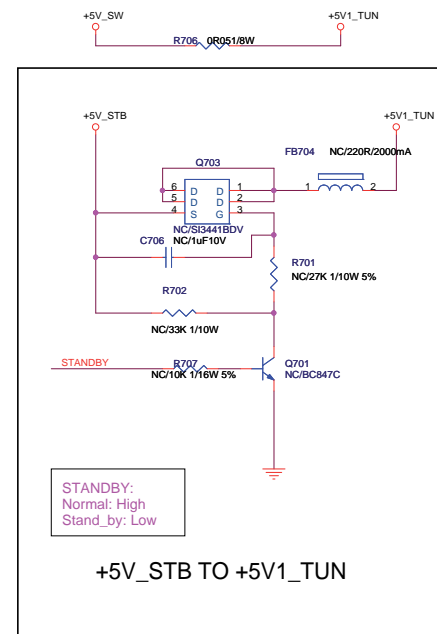 +5V_SW
+5V1_TUN
R706 0R051/8W
+5V_STB
+5V1_TUN
FB704 NC/220R/2000mA
Q703
1 2
6 D D 1
5 D D 2
4 S G 3
NC/SI3441BDV
C706 NC/1uF10V
R701
NC/27K 1/10W 5%
R702
NC/33K 1/10W
STANDBY
R707
NC/10K 1/16W 5%
Q701
NC/BC847C
STANDBY:
Normal: High
Stand_by: Low
+5V_STB TO +5V1_TUN